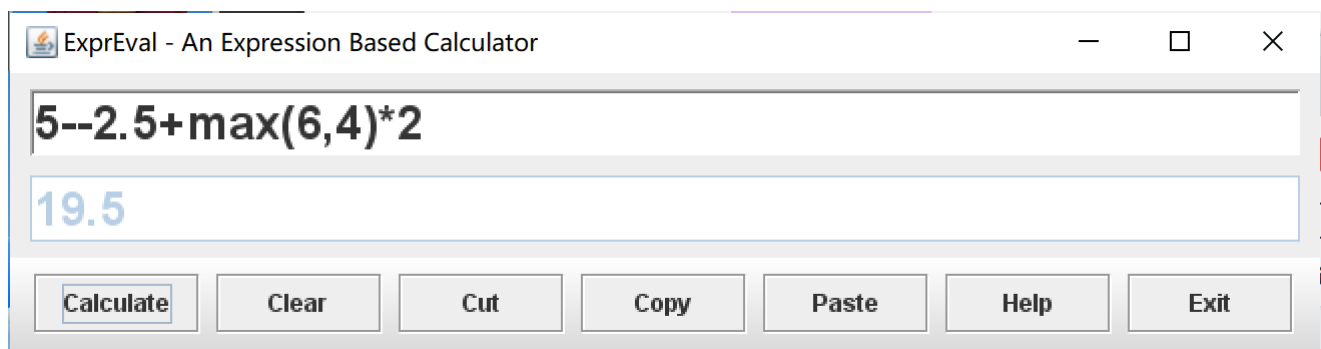 ExprEval - An Expression Based Calculator
5--2.5+max(6,4)*2
19.5
Calculate Clear Cut Copy Paste Help Exit